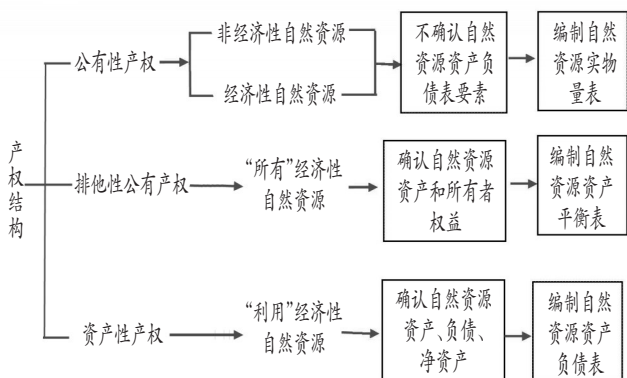 产权结构
公有性产权
非经济性自然资源
经济性自然资源
不确认自然
资源资产负
债表要素
编制自然
资源实物
量表
排他性公有产权
“所有”经济性
自然资源
确认自然资源
资产和所有者
权益
编制自然
资源资产
平衡表
资产性产权
“利用”经济性
自然资源
确认自然资源
资产、负债、
净资产
编制自然
资源资产
负债表